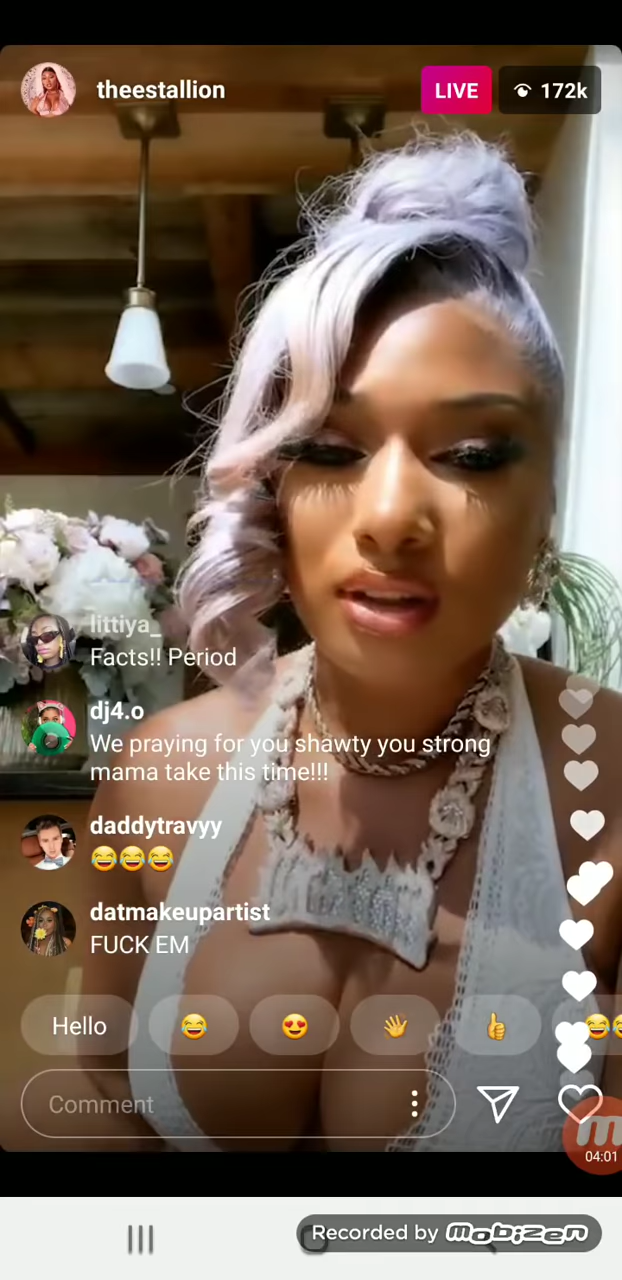 theestallion
LIVE
172k
littiya_
Facts!! Period
dj4.o
We praying for you shawty you strong
mama take this time!!!
daddytravyy
😂😂😂
datmakeupartist
FUCK EM
Hello
Comment
04:01
Recorded by mobizen